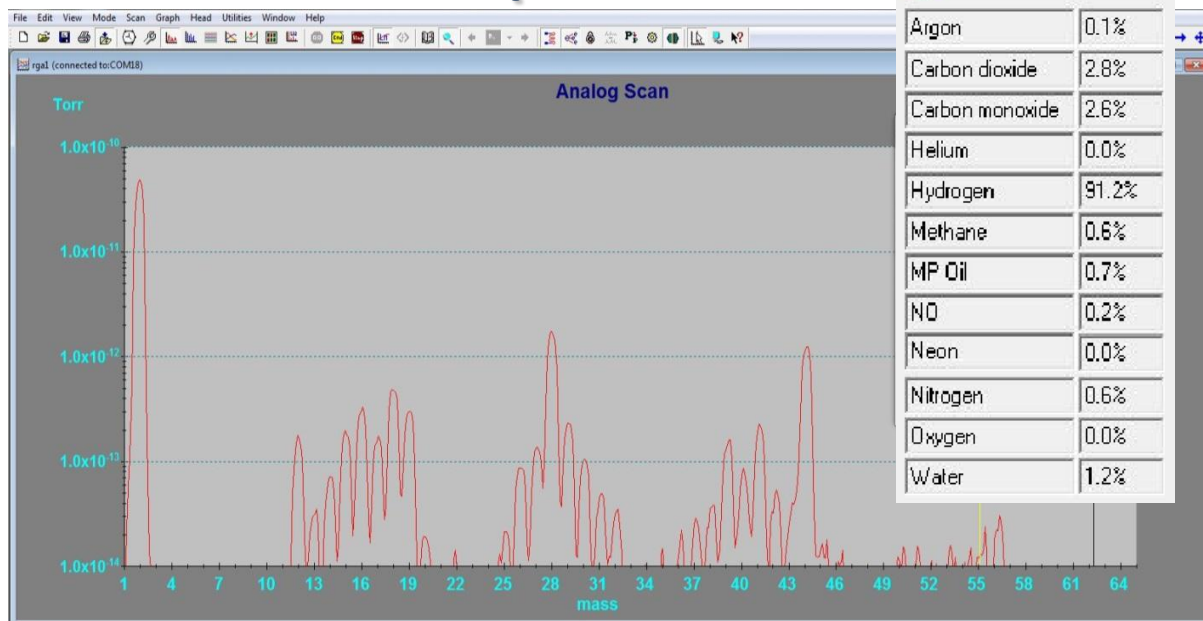 File Edit View Mode Scan Graph Head Utilities Window Help
rga1 (connected to:COM18)
Analog Scan
Torr
1.0x10-10
1.0x10-11
1.0x10-12
1.0x10-13
1.0x10-14
1 4 7 10 13 16 19 22 25 28 31 34 37 40 43 46 49 52 55 58 61 64
mass
Argon 0.1%
Carbon dioxide 2.8%
Carbon monoxide 2.6%
Helium 0.0%
Hydrogen 91.2%
Methane 0.6%
MP Oil 0.7%
NO 0.2%
Neon 0.0%
Nitrogen 0.6%
Oxygen 0.0%
Water 1.2%